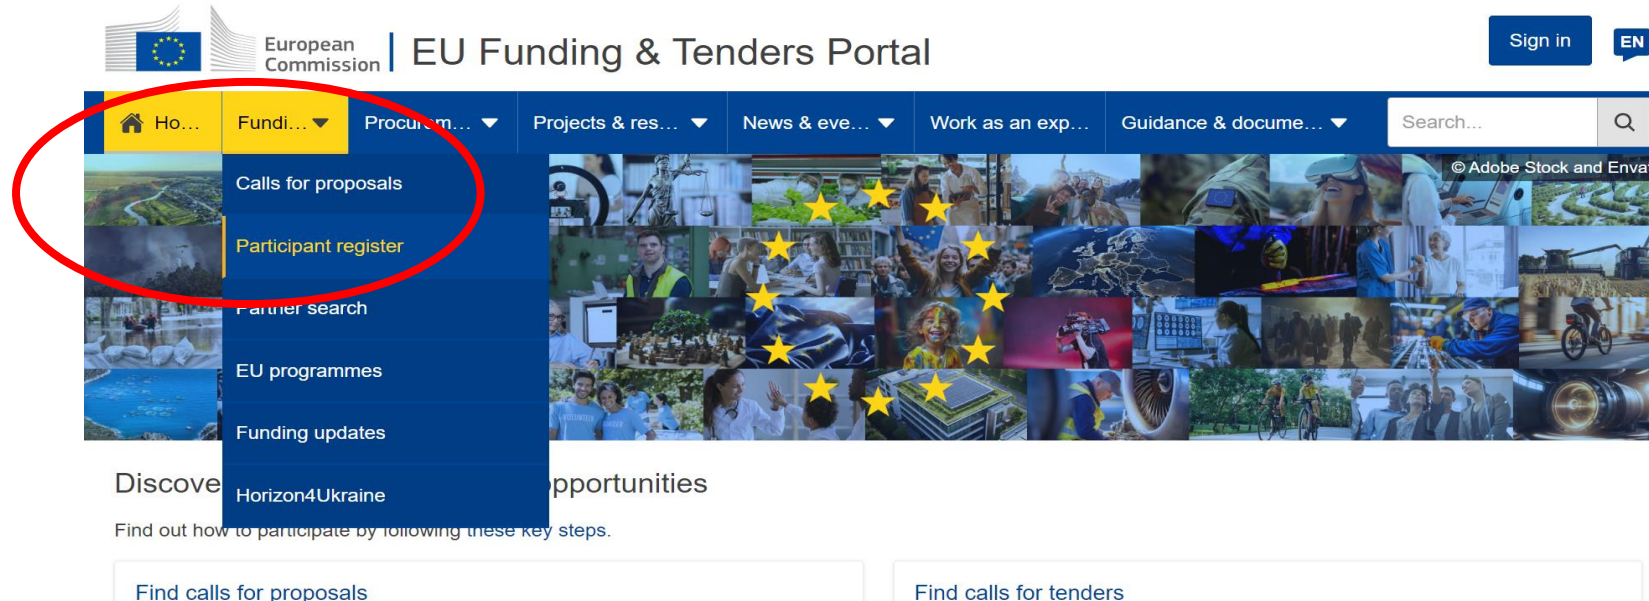 European
Commission
EU Funding & Tenders Portal
Sign in
EN
Ho...
Fundi...
Procurem...
Projects & res...
News & eve...
Work as an exp...
Guidance & docume...
Search...
© Adobe Stock and Enva
Calls for proposals
Participant register
Partner search
EU programmes
Funding updates
Horizon4Ukraine
Discove pportunities
Find out how to participate by following these key steps.
Find calls for proposals
Find calls for tenders